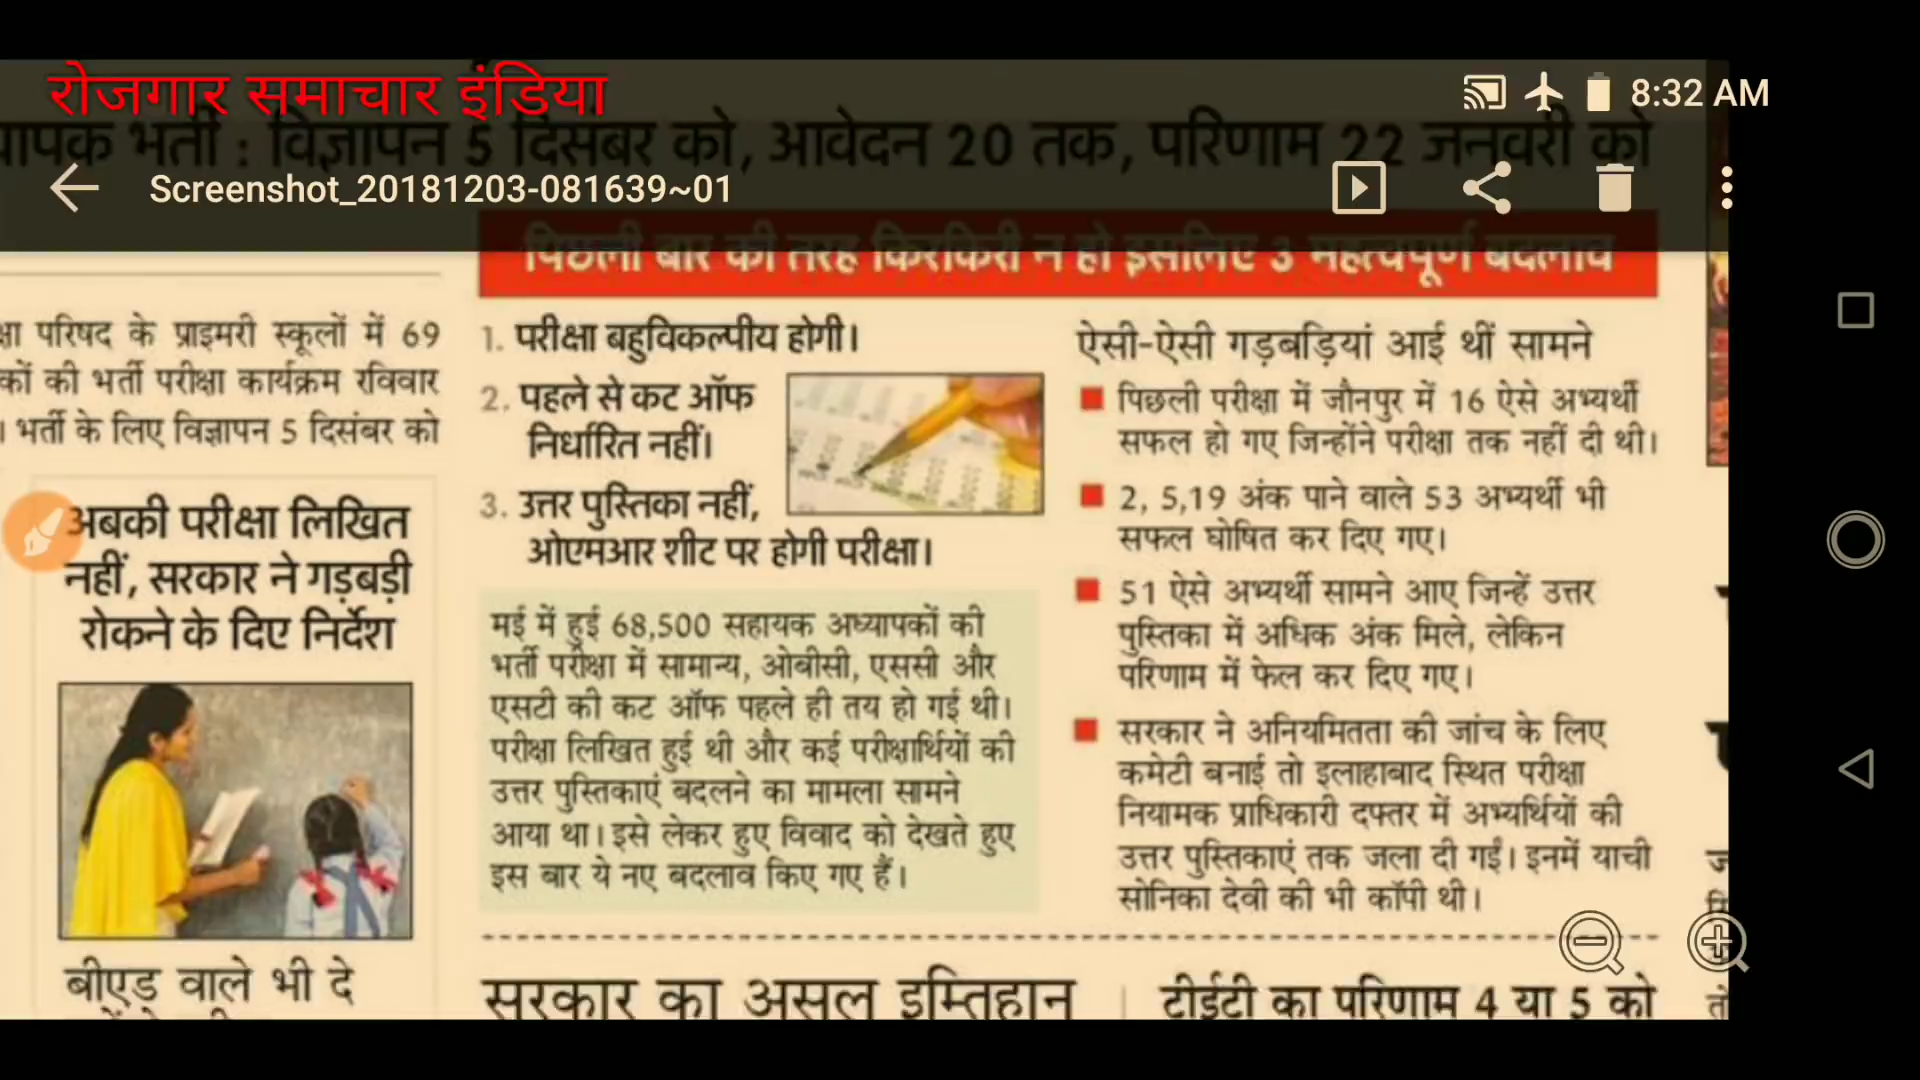 रोजगार समाचार इंडिया
8:32 AM
यापक भर्ती : विज्ञापन 5 दिसंबर को, आवेदन 20 तक, परिणाम 22 जनवरी को
Screenshot_20181203-081639~01
पिछली बार की तरह किरकिरी न हो इसलिए 3 महत्वपूर्ण बदलाव
क्षा परिषद के प्राइमरी स्कूलों में 69
कों की भर्ती परीक्षा कार्यक्रम रविवार
। भर्ती के लिए विज्ञापन 5 दिसंबर को
अबकी परीक्षा लिखित
नहीं, सरकार ने गड़बड़ी
रोकने के दिए निर्देश
बीएड वाले भी दे
1. परीक्षा बहुविकल्पीय होगी।
2. पहले से कट ऑफ
निर्धारित नहीं।
3. उत्तर पुस्तिका नहीं,
ओएमआर शीट पर होगी परीक्षा।
मई में हुई 68,500 सहायक अध्यापकों की
भर्ती परीक्षा में सामान्य, ओबीसी, एससी और
एसटी की कट ऑफ पहले ही तय हो गई थी।
परीक्षा लिखित हुई थी और कई परीक्षार्थियों की
उत्तर पुस्तिकाएं बदलने का मामला सामने
आया था। इसे लेकर हुए विवाद को देखते हुए
इस बार ये नए बदलाव किए गए हैं।
ऐसी-ऐसी गड़बड़ियां आई थीं सामने
पिछली परीक्षा में जौनपुर में 16 ऐसे अभ्यर्थी
सफल हो गए जिन्होंने परीक्षा तक नहीं दी थी।
2, 5,19 अंक पाने वाले 53 अभ्यर्थी भी
सफल घोषित कर दिए गए।
51 ऐसे अभ्यर्थी सामने आए जिन्हें उत्तर
पुस्तिका में अधिक अंक मिले, लेकिन
परिणाम में फेल कर दिए गए।
सरकार ने अनियमितता की जांच के लिए
कमेटी बनाई तो इलाहाबाद स्थित परीक्षा
नियामक प्राधिकारी दफ्तर में अभ्यर्थियों की
उत्तर पुस्तिकाएं तक जला दी गईं। इनमें याची
सोनिका देवी की भी कॉपी थी।
सरकार का असल इम्तिहान
टीईटी का परिणाम 4 या 5 को